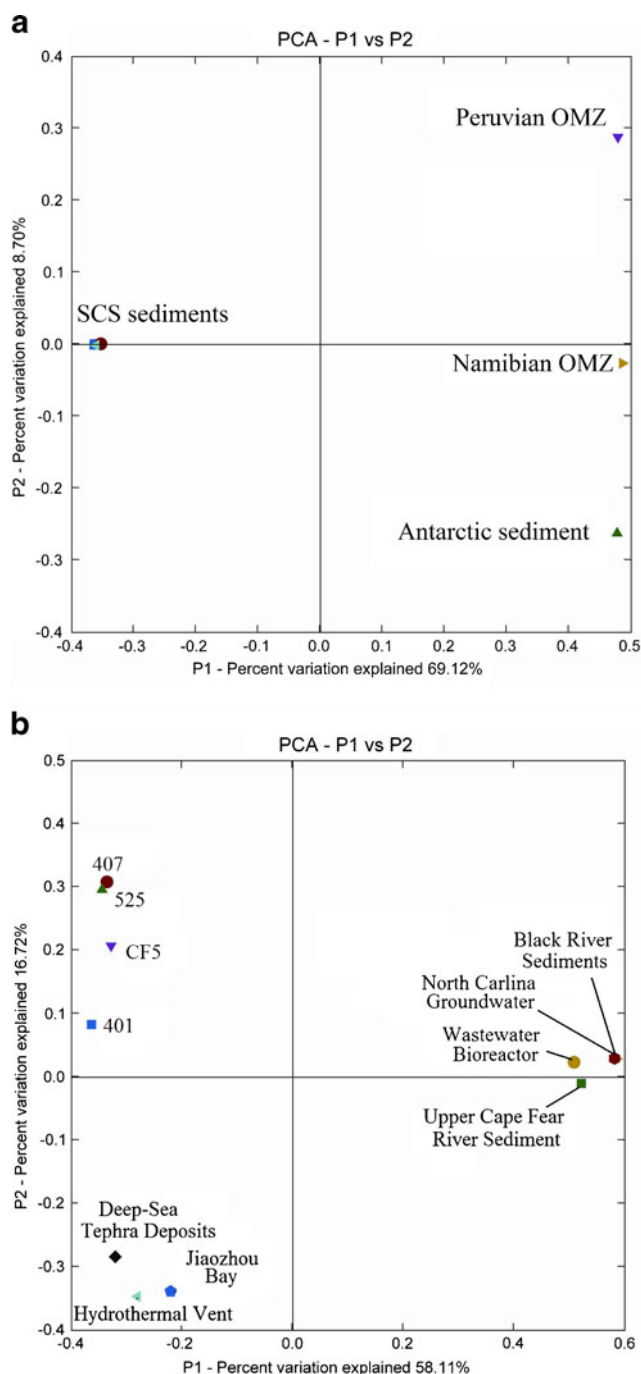 a
PCA - P1 vs P2
0.4
0.3
0.2
0.1
0.0
-0.1
-0.2
-0.3
-0.4
P2 - Percent variation explained 8.70%
Peruvian OMZ
SCS sediments
Namibian OMZ
Antarctic sediment
-0.4 -0.3 -0.2 -0.1 0.0 0.1 0.2 0.3 0.4 0.5
P1 - Percent variation explained 69.12%
b
PCA - P1 vs P2
0.5
0.4
0.3
0.2
0.1
0.0
-0.1
-0.2
-0.3
-0.4
P2 - Percent variation explained 16.72%
407
525
CF5
401
Black River
Sediments
North Carlina
Groundwater
Wastewater
Bioreactor
Upper Cape Fear
River Sediment
Deep-Sea
Tephra Deposits
Jiaozhou
Bay
Hydrothermal Vent
-0.4 -0.2 0.0 0.2 0.4 0.6
P1 - Percent variation explained 58.11%